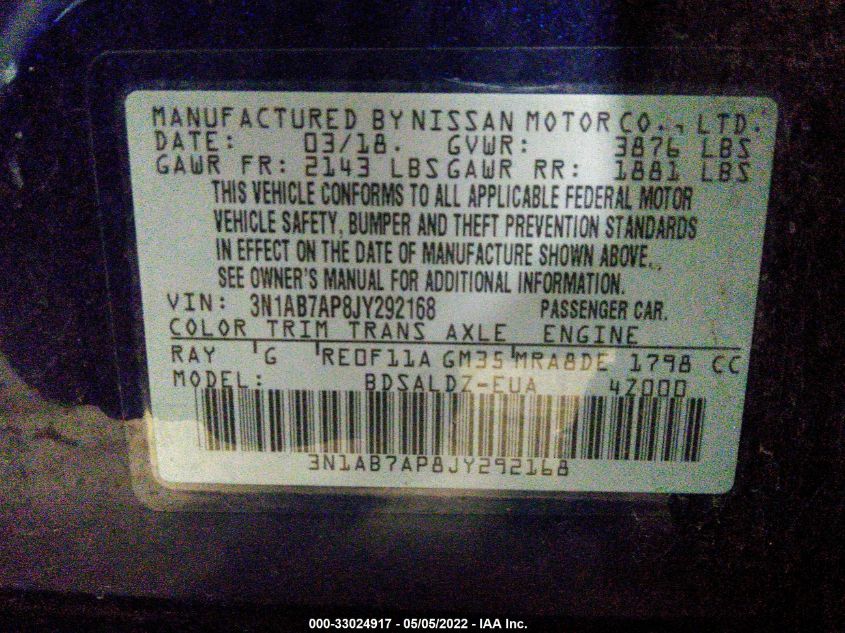 MANUFACTURED BY NISSAN MOTOR CO., LTD.
DATE: 03/18. GVWR: 3876 LBS
GAWR FR: 2143 LBS GAWR RR: 1881 LBS
THIS VEHICLE CONFORMS TO ALL APPLICABLE FEDERAL MOTOR
VEHICLE SAFETY, BUMPER AND THEFT PREVENTION STANDARDS
IN EFFECT ON THE DATE OF MANUFACTURE SHOWN ABOVE.
SEE OWNER'S MANUAL FOR ADDITIONAL INFORMATION.
VIN: 3N1AB7AP8JY292168 PASSENGER CAR.
COLOR TRIM TRANS AXLE ENGINE
RAY G RE0F11A GM35 MRA8DE 1798 CC
MODEL: BDSALDZ-EUA 4Z000
3N1AB7AP8JY292168
000-33024917 - 05/05/2022 - IAA Inc.